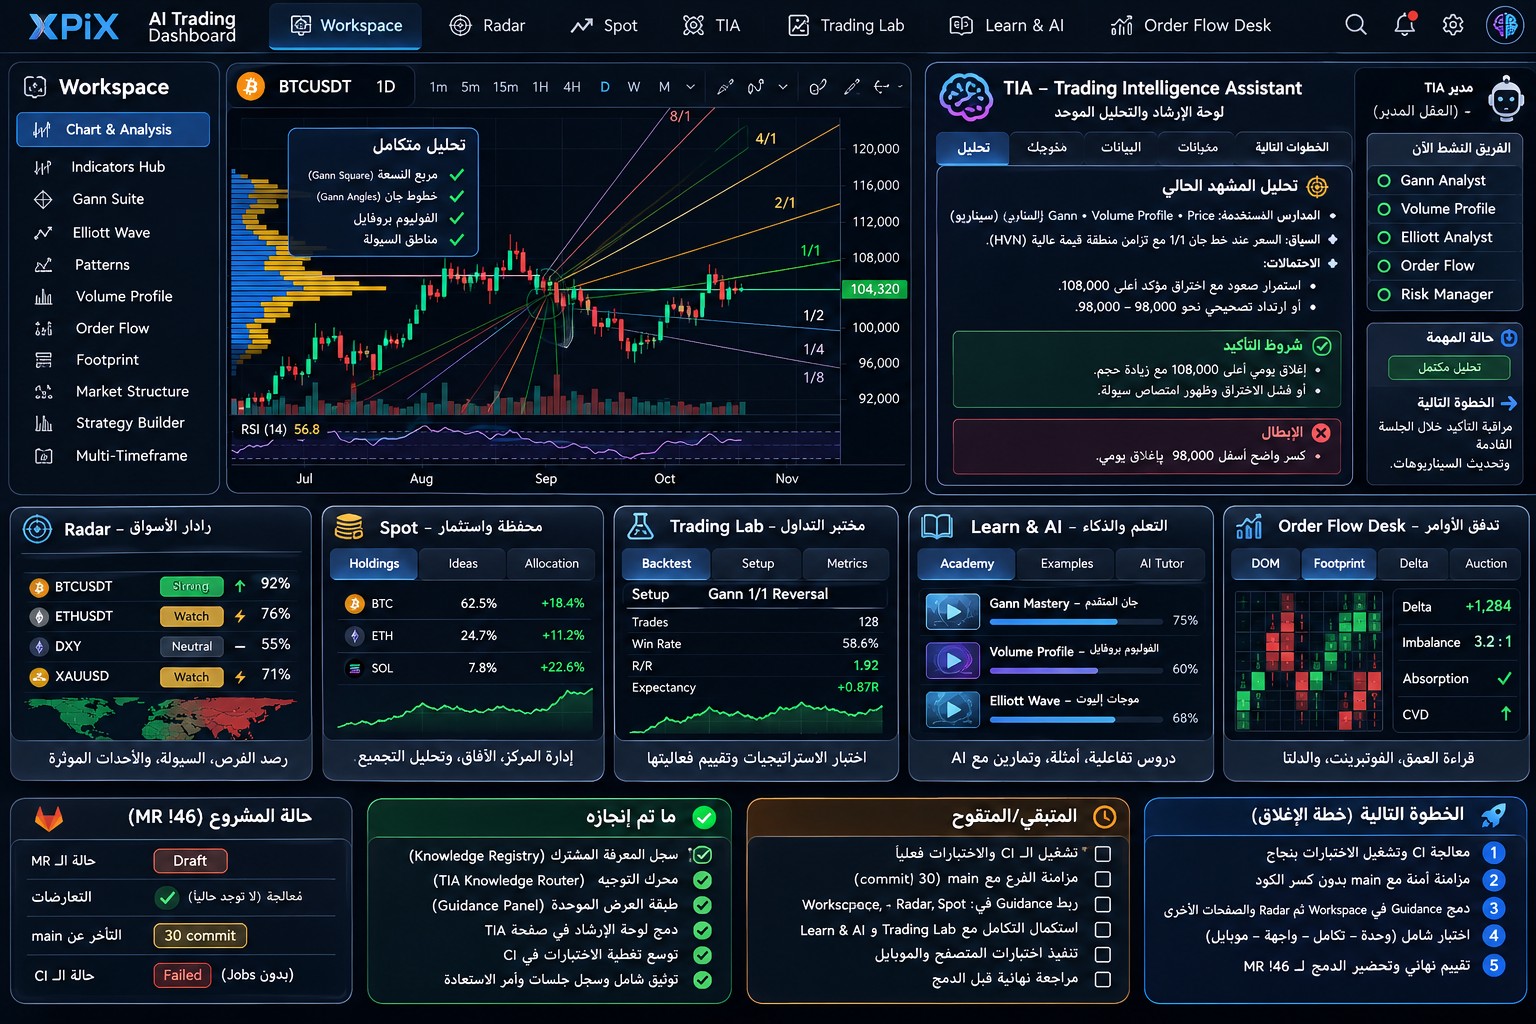 XPiX
AI Trading
Dashboard
Workspace
Radar
Spot
TIA
Trading Lab
Learn & AI
Order Flow Desk
Workspace
Chart & Analysis
Indicators Hub
Gann Suite
Elliott Wave
Patterns
Volume Profile
Order Flow
Footprint
Market Structure
Strategy Builder
Multi-Timeframe
BTCUSDT 1D 1m 5m 15m 1H 4H D W M
تحليل متكامل
مربع النسعة (Gann Square)
خطوط جان (Gann Angles)
الفوليوم بروفايل
مناطق السيولة
8/1
4/1
2/1
1/1
1/2
1/4
1/8
120,000
116,000
112,000
108,000
104,320
100,000
96,000
92,000
RSI (14) 56.8
Jul Aug Sep Oct Nov
TIA – Trading Intelligence Assistant
لوحة الإرشاد والتحليل الموحد
تحليل
البيانات
الخطوات التالية
تحليل المشهد الحالي
المدارس المستخدمة: Gann • Volume Profile • Price (سيناريو)
السياق: السعر عند خط جان 1/1 مع تزامن منطقة قيمة عالية (HVN).
الاحتمالات:
استمرار صعود مع اختراق مؤكد أعلى 108,000.
أو ارتداد تصحيحي نحو 98,000 – 98,000.
شروط التأكيد
إغلاق يومي أعلى 108,000 مع زيادة حجم.
أو فشل الاختراق وظهور امتصاص سيولة.
الإبطال
كسر واضح أسفل 98,000 بإغلاق يومي.
مدير TIA
- (العقل المدبر)
الفريق النشط الآن
Gann Analyst
Volume Profile
Elliott Analyst
Order Flow
Risk Manager
حالة المهمة
تحليل مكتمل
الخطوة التالية
مراقبة التأكيد خلال الجلسة
القادمة
وتحديث السيناريوهات.
Radar – رادار الأسواق
BTCUSDT Strong 92%
ETHUSDT Watch 76%
DXY Neutral – 55%
XAUUSD Watch 71%
رصد الفرص، السيولة، والأحداث الموثرة
Spot – محفظة واستثمار
Holdings Ideas Allocation
BTC 62.5% +18.4%
ETH 24.7% +11.2%
SOL 7.8% +22.6%
إدارة المركز، الآفاق، وتحليل التجميع.
Trading Lab – مختبر التداول
Backtest Setup Metrics
Setup Gann 1/1 Reversal
Trades 128
Win Rate 58.6%
R/R 1.92
Expectancy +0.87R
اختبار الاستراتيجيات وتقييم فعاليتها
Learn & AI – التعلم والذكاء
Academy Examples AI Tutor
Gann Mastery – جان المتقدم
75%
Volume Profile – الفوليوم بروفايل
60%
Elliott Wave – موجات إليوت
68%
دروس تفاعلية، أمثلة، وتمارين مع AI
Order Flow Desk – تدفق الأوامر
DOM Footprint Delta Auction
Delta +1,284
Imbalance 3.2 : 1
Absorption ✓
CVD ↑
قراءة العمق، الفوتبرينت، والدلتا
حالة المشروع (MR !46)
حالة الـ MR Draft
التعارضات مُعالجة (لا توجد حالياً)
التأخر عن main 30 commit
حالة الـ CI Failed (بدون Jobs)
ما تم إنجازه
سجل المعرفة المشترك (Knowledge Registry)
محرك التوجيه (TIA Knowledge Router)
طبقة العرض الموحدة (Guidance Panel)
دمج لوحة الإرشاد في صفحة TIA
توسع تغطية الاختبارات في CI
توثيق شامل وسجل جلسات وأمر الاستعادة
المتبقي/المتقوح
تشغيل الـ CI والاختبارات فعلياً
مزامنة الفرع مع main (30 commit)
ربط Guidance في: Radar, Spot
استكمال التكامل مع Trading Lab و Learn & AI
تنفيذ اختبارات المتصفح والموبايل
مراجعة نهائية قبل الدمج
الخطوة التالية (خطة الإغلاق)
1 معالجة CI وتشغيل الاختبارات بنجاح
2 مزامنة أمنة مع main بدون كسر الكود
3 دمج Guidance في Workspace ثم Radar والصفحات الأخرى
4 اختبار شامل (وحدة – تكامل – واجهة – موبايل)
5 تقييم نهائي وتحضير الدمج لـ MR !46